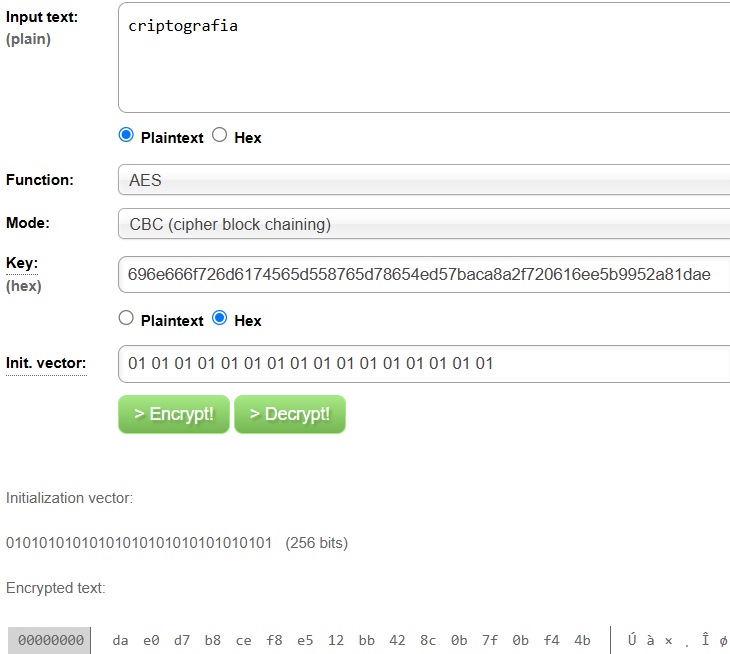 Input text:
(plain)
criptografia
Plaintext Hex
Function:
AES
Mode:
CBC (cipher block chaining)
Key:
(hex)
696e666f726d6174565d558765d78654ed57baca8a2f720616ee5b9952a81dae
Plaintext Hex
Init. vector:
01 01 01 01 01 01 01 01 01 01 01 01 01 01 01 01
> Encrypt!
> Decrypt!
Initialization vector:
01010101010101010101010101010101 (256 bits)
Encrypted text:
00000000 da e0 d7 b8 ce f8 e5 12 bb 42 8c 0b 7f 0b f4 4b Ú à × ¸ Î ø